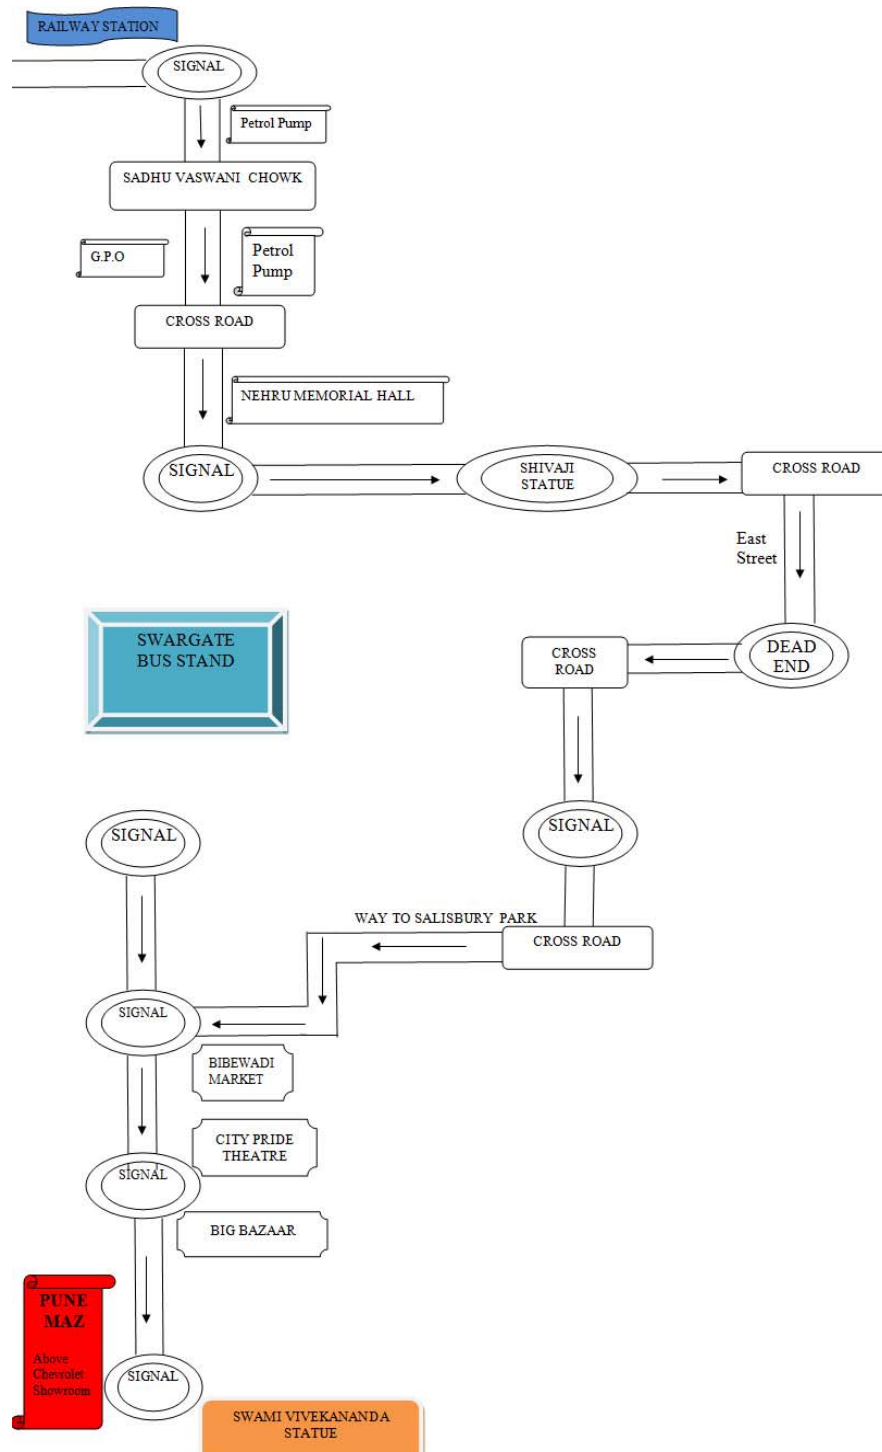 RAILWAY STATION
SIGNAL
Petrol Pump
SADHU VASWANI CHOWK
G.P.O
Petrol
Pump
CROSS ROAD
NEHRU MEMORIAL HALL
SIGNAL
SHIVAJI
STATUE
CROSS ROAD
East
Street
SWARGATE
BUS STAND
CROSS
ROAD
DEAD
END
SIGNAL
SIGNAL
WAY TO SALISBURY PARK
CROSS ROAD
SIGNAL
BIBEWADI
MARKET
CITY PRIDE
THEATRE
SIGNAL
BIG BAZAAR
PUNE
MAZ
Above
Chevrolet
Showroom
SIGNAL
SWAMI VIVEKANANDA
STATUE